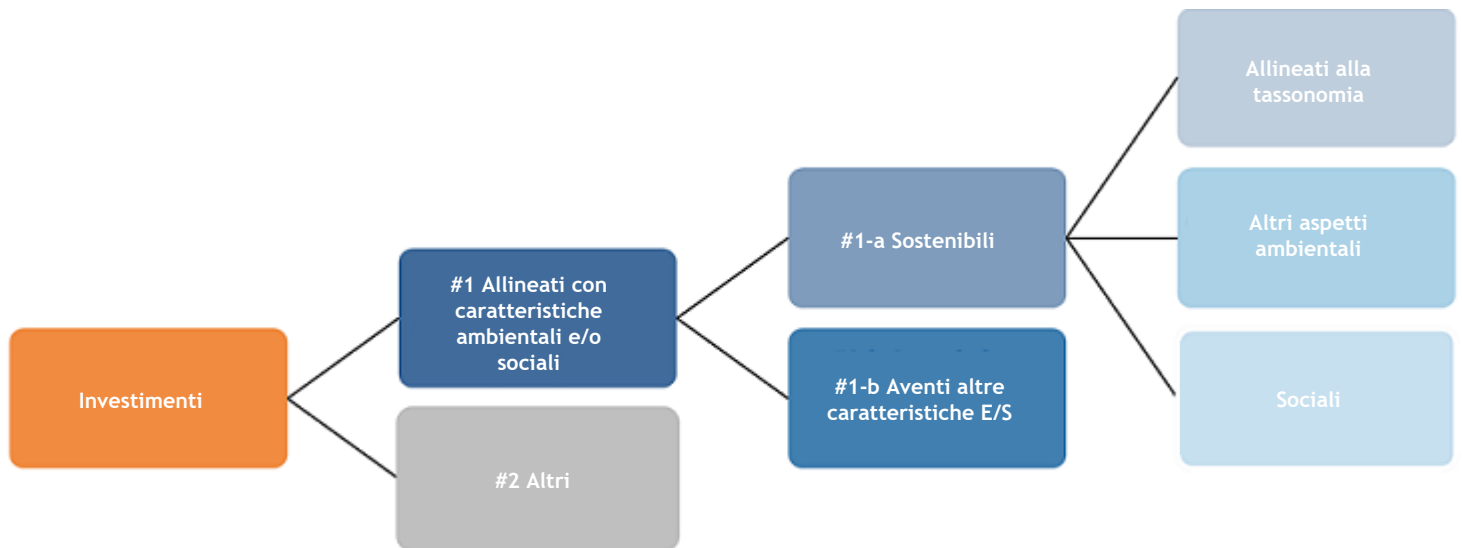 Investimenti
#1 Allineati con
caratteristiche
ambientali e/o
sociali
#2 Altri
#1-a Sostenibili
#1-b Aventi altre
caratteristiche E/S
Allineati alla
tassonomia
Altri aspetti
ambientali
Sociali